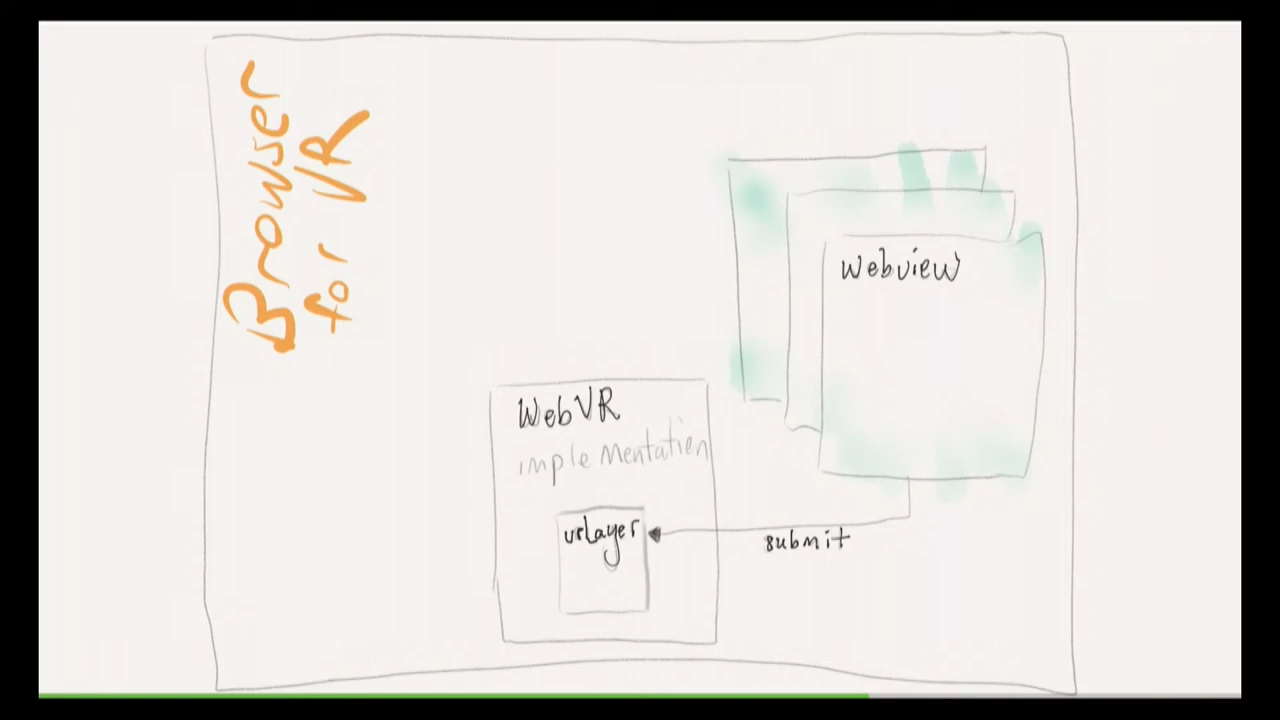 Browser
for VR
Webview
WebVR
implementation
vrLayer
submit